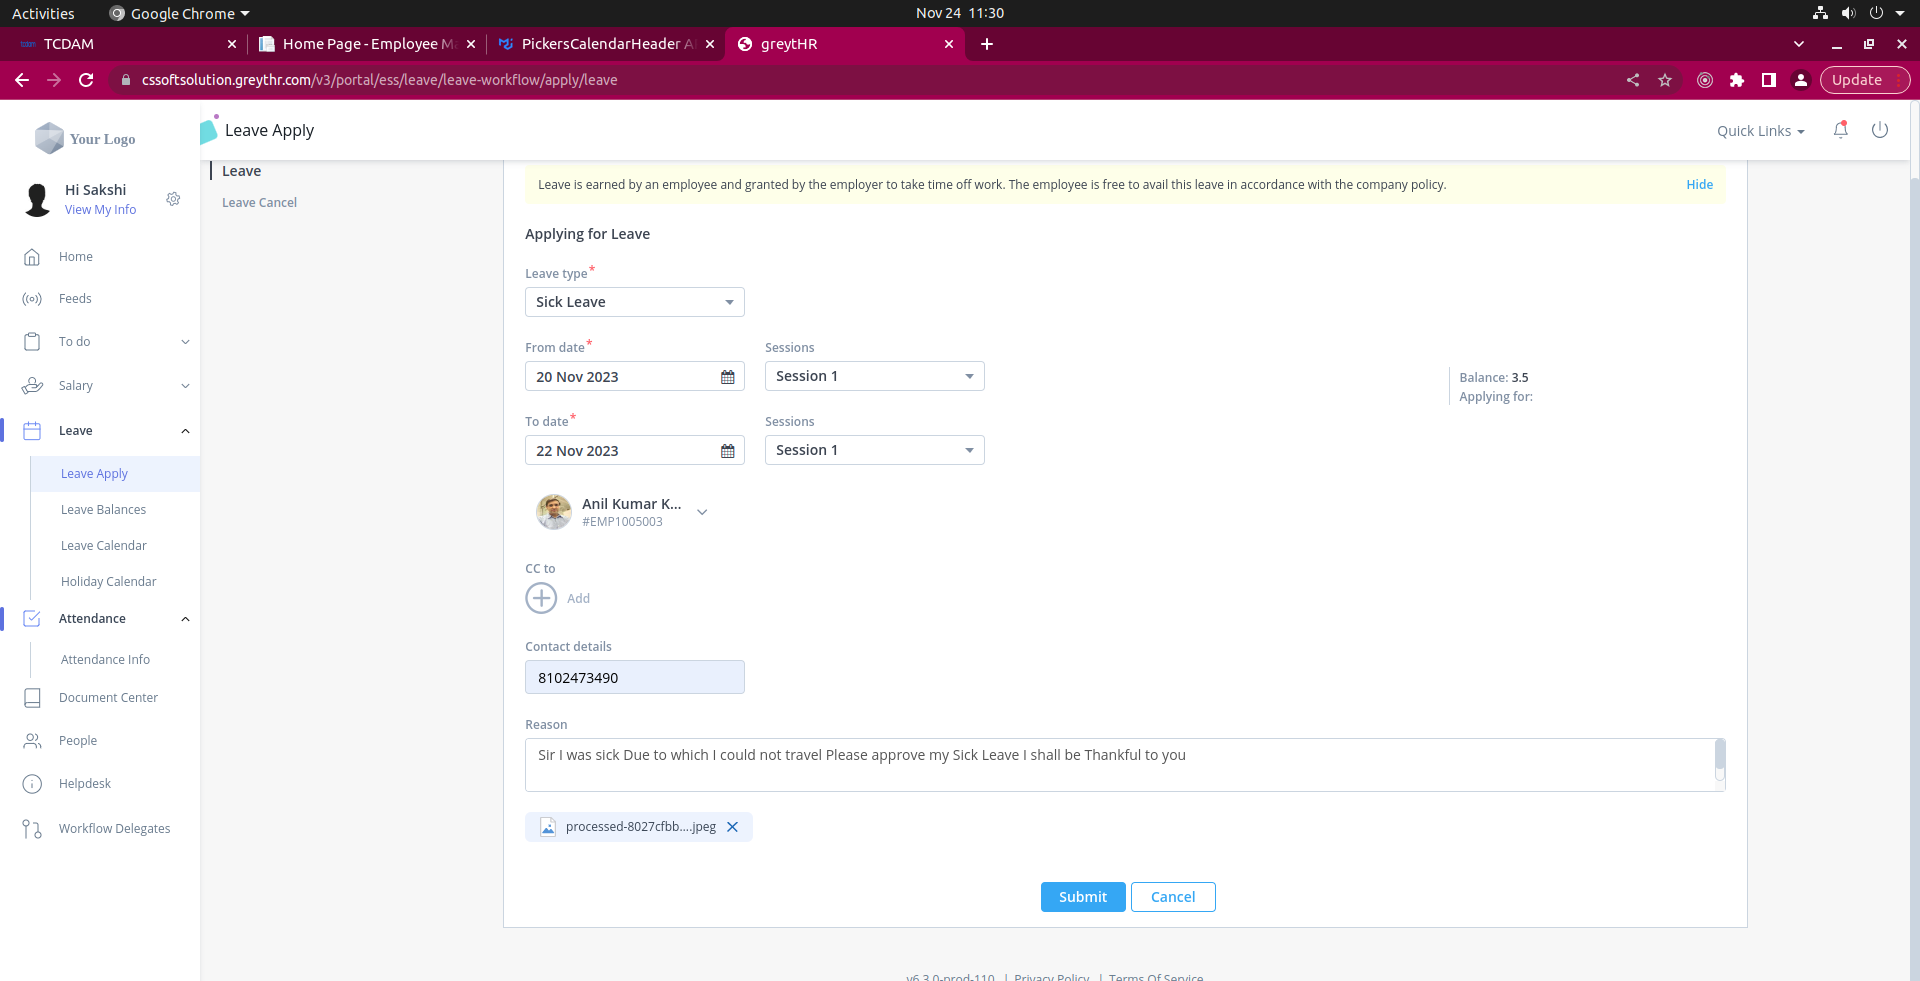 Activities
Google Chrome
Nov 24 11:30
TCDAM
Home Page - Employee M
PickersCalendarHeader A
greytHR
cssoftsolution.greythr.com/v3/portal/ess/leave/leave-workflow/apply/leave
Update
Your Logo
Leave Apply
Quick Links
Hi Sakshi
View My Info
Home
Feeds
To do
Salary
Leave
Leave Apply
Leave Balances
Leave Calendar
Holiday Calendar
Attendance
Attendance Info
Document Center
People
Helpdesk
Workflow Delegates
Leave
Leave Cancel
Leave is earned by an employee and granted by the employer to take time off work. The employee is free to avail this leave in accordance with the company policy.
Hide
Applying for Leave
Leave type*
Sick Leave
From date*
Sessions
20 Nov 2023
Session 1
Balance: 3.5
Applying for:
To date*
Sessions
22 Nov 2023
Session 1
Anil Kumar K...
#EMP1005003
CC to
Add
Contact details
8102473490
Reason
Sir I was sick Due to which I could not travel Please approve my Sick Leave I shall be Thankful to you
processed-8027cfbb....jpeg
Submit
Cancel
v6.3.0-prod-110 | Privacy Policy | Terms Of Service